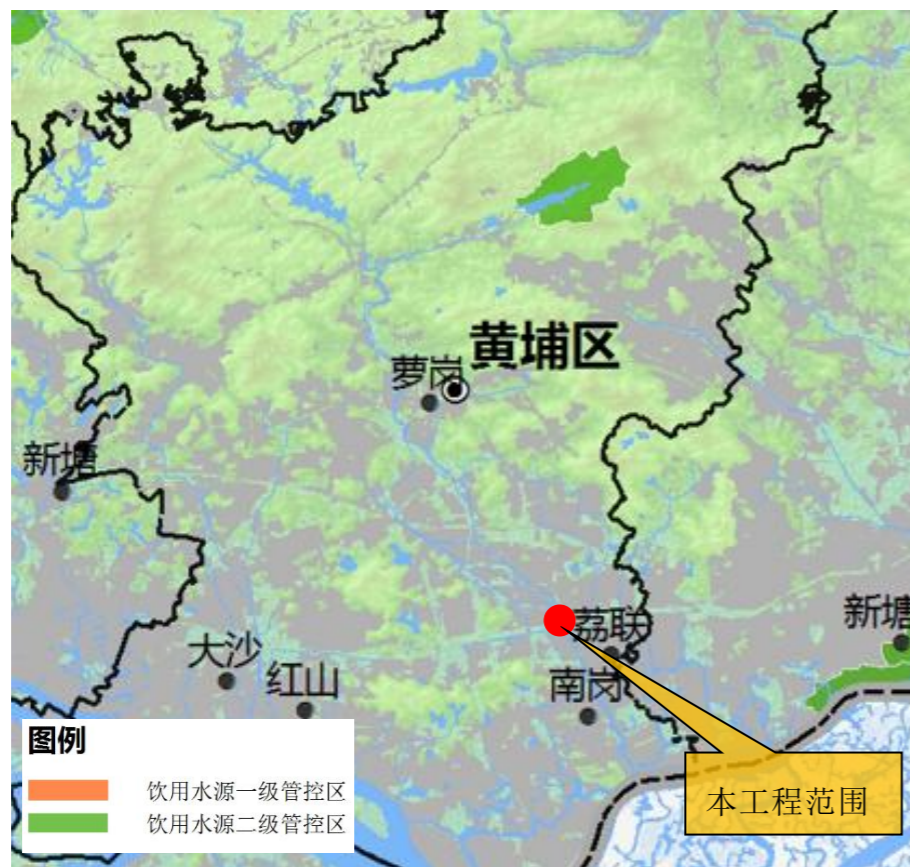 黄埔区
萝岗
新塘
荔联
新塘
大沙
红山
南岗
图例
饮用水源一级管控区
饮用水源二级管控区
本工程范围